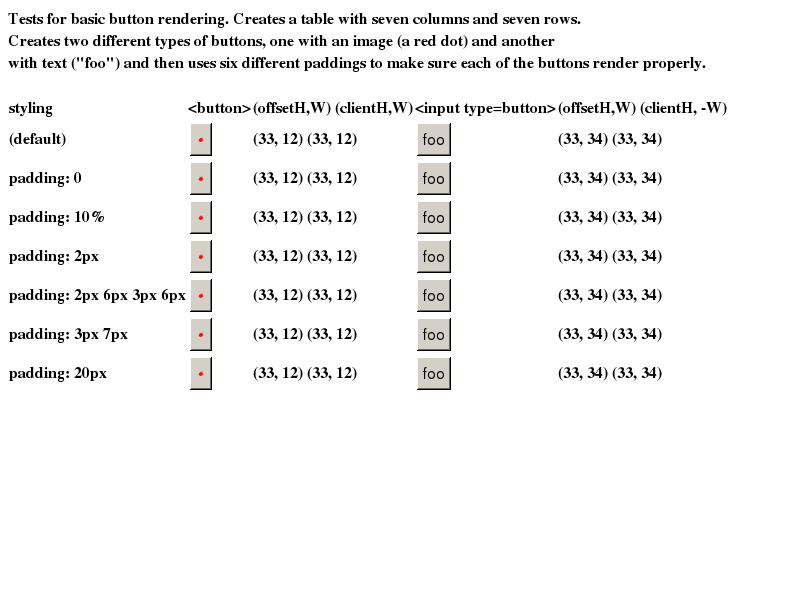 Tests for basic button rendering. Creates a table with seven columns and seven rows.
Creates two different types of buttons, one with an image (a red dot) and another
with text ("foo") and then uses six different paddings to make sure each of the buttons render properly.
styling <button> (offsetH,W) (clientH,W) <input type=button> (offsetH,W) (clientH, -W)
(default) (33, 12) (33, 12) foo (33, 34) (33, 34)
padding: 0 (33, 12) (33, 12) foo (33, 34) (33, 34)
padding: 10% (33, 12) (33, 12) foo (33, 34) (33, 34)
padding: 2px (33, 12) (33, 12) foo (33, 34) (33, 34)
padding: 2px 6px 3px 6px (33, 12) (33, 12) foo (33, 34) (33, 34)
padding: 3px 7px (33, 12) (33, 12) foo (33, 34) (33, 34)
padding: 20px (33, 12) (33, 12) foo (33, 34) (33, 34)